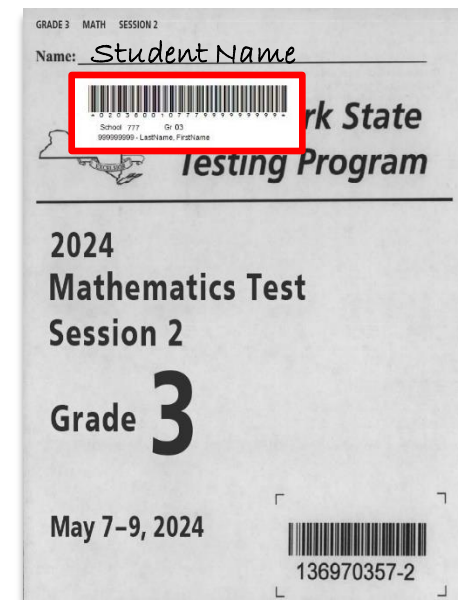 GRADE 3 MATH SESSION 2
Name: Student Name
*02038001077799999999999*
School 777 Gr 03
999999999 - LastName, FirstName
rk State
Testing Program
2024
Mathematics Test
Session 2
Grade 3
May 7–9, 2024
136970357-2